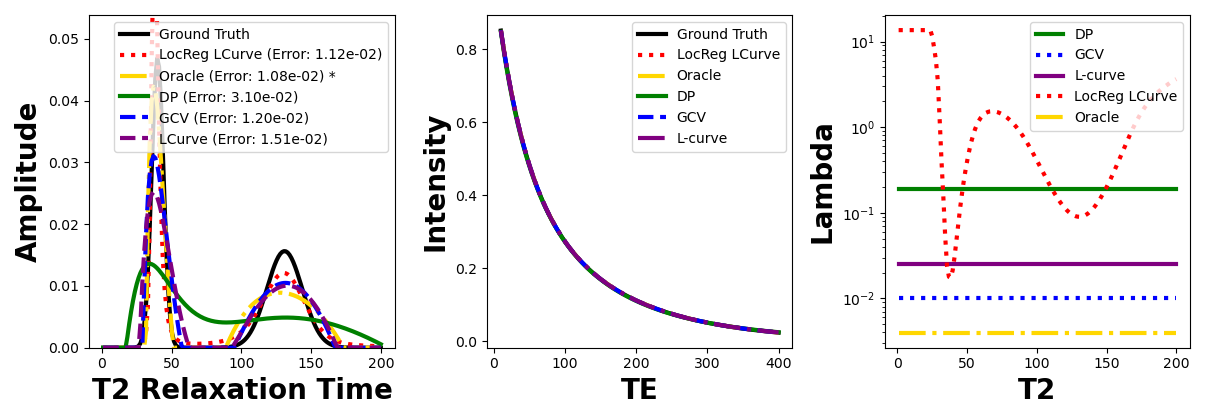 Amplitude
0.05
0.04
0.03
0.02
0.01
0.00
0 50 100 150 200
T2 Relaxation Time
Ground Truth
LocReg LCurve (Error: 1.12e-02)
Oracle (Error: 1.08e-02) *
DP (Error: 3.10e-02)
GCV (Error: 1.20e-02)
LCurve (Error: 1.51e-02)
Intensity
0.8
0.6
0.4
0.2
0.0
0 100 200 300 400
TE
Ground Truth
LocReg LCurve
Oracle
DP
GCV
L-curve
Lambda
10¹
10⁰
10⁻¹
10⁻²
0 50 100 150 200
T2
DP
GCV
L-curve
LocReg LCurve
Oracle